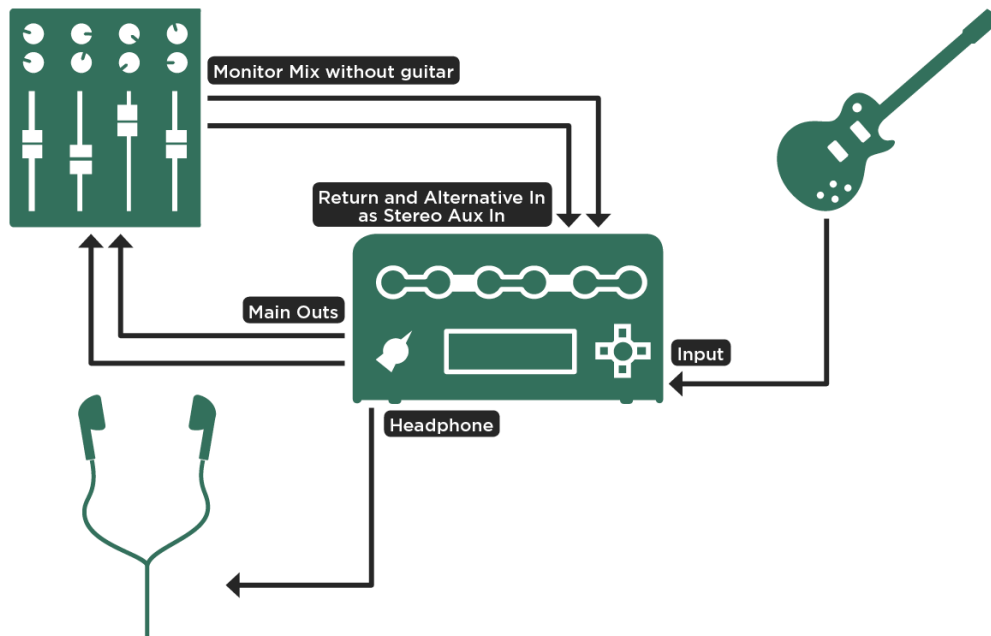 Monitor Mix without guitar
Return and Alternative In
as Stereo Aux In
Main Outs
Input
Headphone